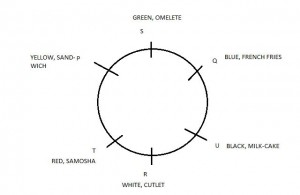 GREEN, OMELETE
S
YELLOW, SAND- P
WICH
Q
BLUE, FRENCH FRIES
T
RED, SAMOSHA
U
BLACK, MILK-CAKE
R
WHITE, CUTLET